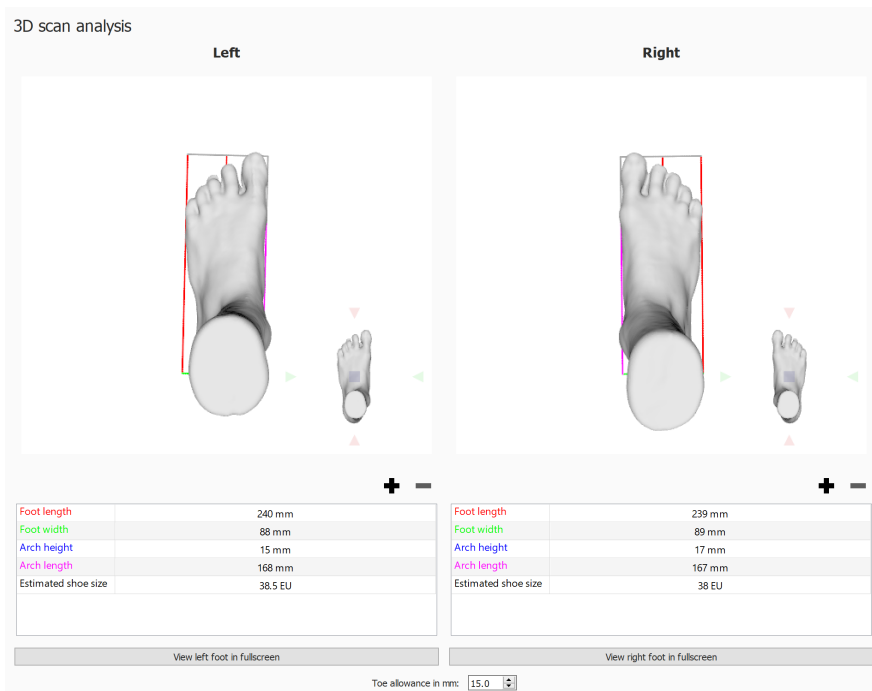 3D scan analysis
Left Right
Foot length 240 mm
Foot width 88 mm
Arch height 15 mm
Arch length 168 mm
Estimated shoe size 38.5 EU
View left foot in fullscreen
Foot length 239 mm
Foot width 89 mm
Arch height 17 mm
Arch length 167 mm
Estimated shoe size 38 EU
View right foot in fullscreen
Toe allowance in mm: 15.0